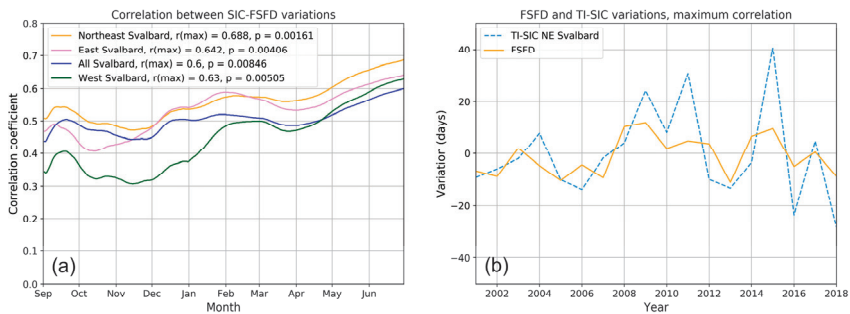 Correlation between SIC-FSFD variations
Northeast Svalbard, r(max) = 0.688, p = 0.00161
East Svalbard, r(max) = 0.642, p = 0.00406
All Svalbard, r(max) = 0.6, p = 0.00846
West Svalbard, r(max) = 0.63, p = 0.00505
Correlation coefficient
0.8
0.7
0.6
0.5
0.4
0.3
0.2
0.1
0.0
(a)
Sep Oct Nov Dec Jan Feb Mar Apr May Jun
Month
FSFD and TI-SIC variations, maximum correlation
TI-SIC NE Svalbard
FSFD
Variation (days)
40
20
0
−20
−40
(b)
2002 2004 2006 2008 2010 2012 2014 2016 2018
Year